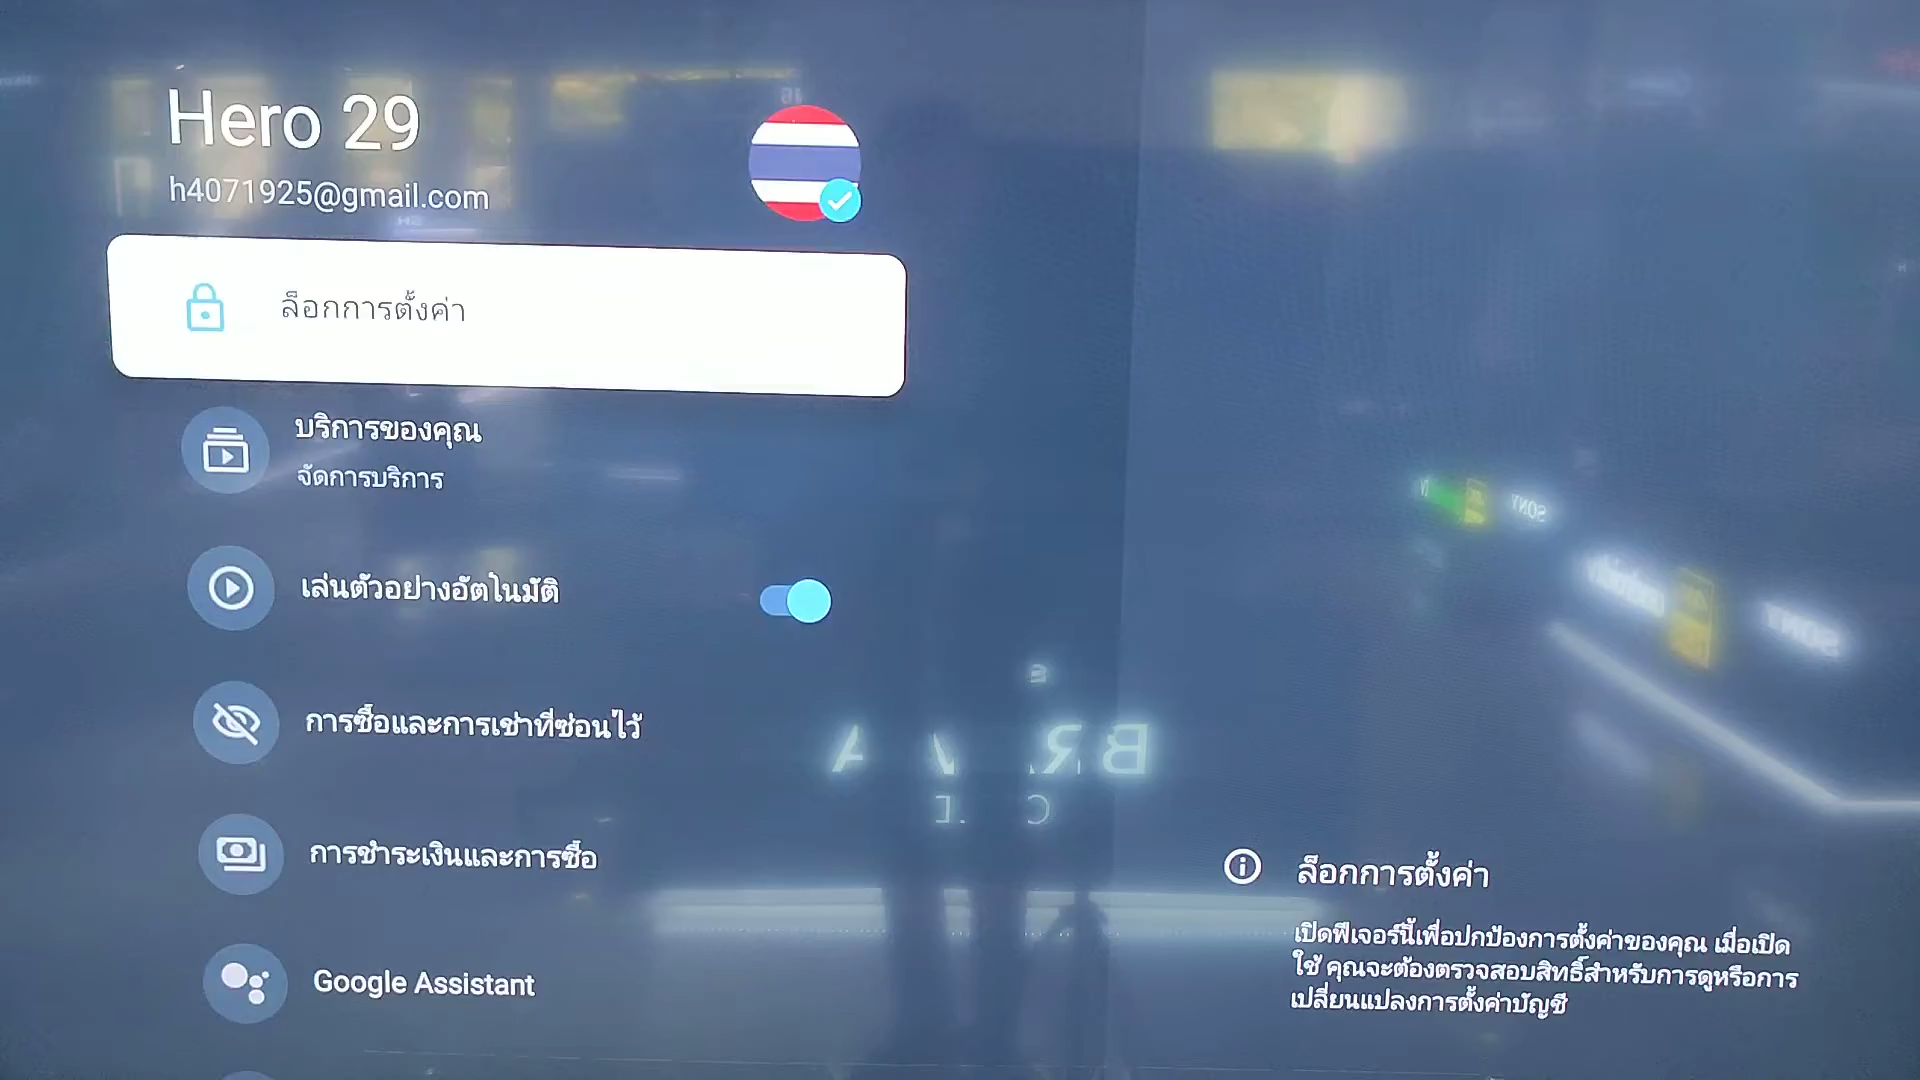 Hero 29
h4071925@gmail.com
ล็อกการตั้งค่า
บริการของคุณ
จัดการบริการ
เล่นตัวอย่างอัตโนมัติ
การซื้อและการเช่าที่ซ่อนไว้
การชำระเงินและการซื้อ
Google Assistant
ล็อกการตั้งค่า
เปิดฟีเจอร์นี้เพื่อปกป้องการตั้งค่าของคุณ เมื่อเปิด
ใช้ คุณจะต้องตรวจสอบสิทธิ์สำหรับการดูหรือการ
เปลี่ยนแปลงการตั้งค่าบัญชี
SONY
SONY